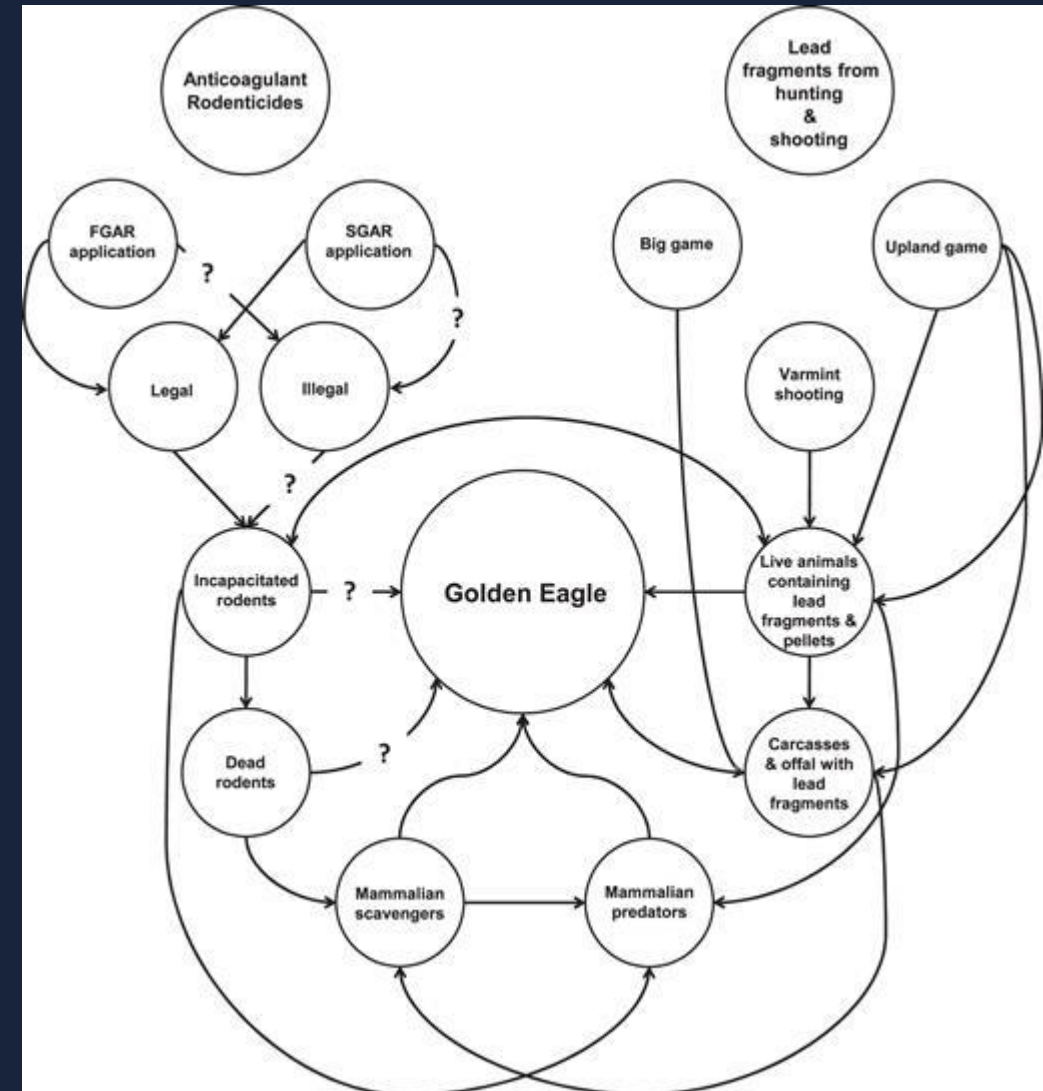 Anticoagulant
Rodenticides
Lead
fragments from
hunting
&
shooting
FGAR
application
SGAR
application
Big game
Upland game
?
?
Legal
Illegal
Varmint
shooting
?
Incapacitated
rodents
?
Golden Eagle
Live animals
containing
lead
fragments &
pellets
Dead
rodents
?
Carcasses
& offal with
lead
fragments
Mammalian
scavengers
Mammalian
predators